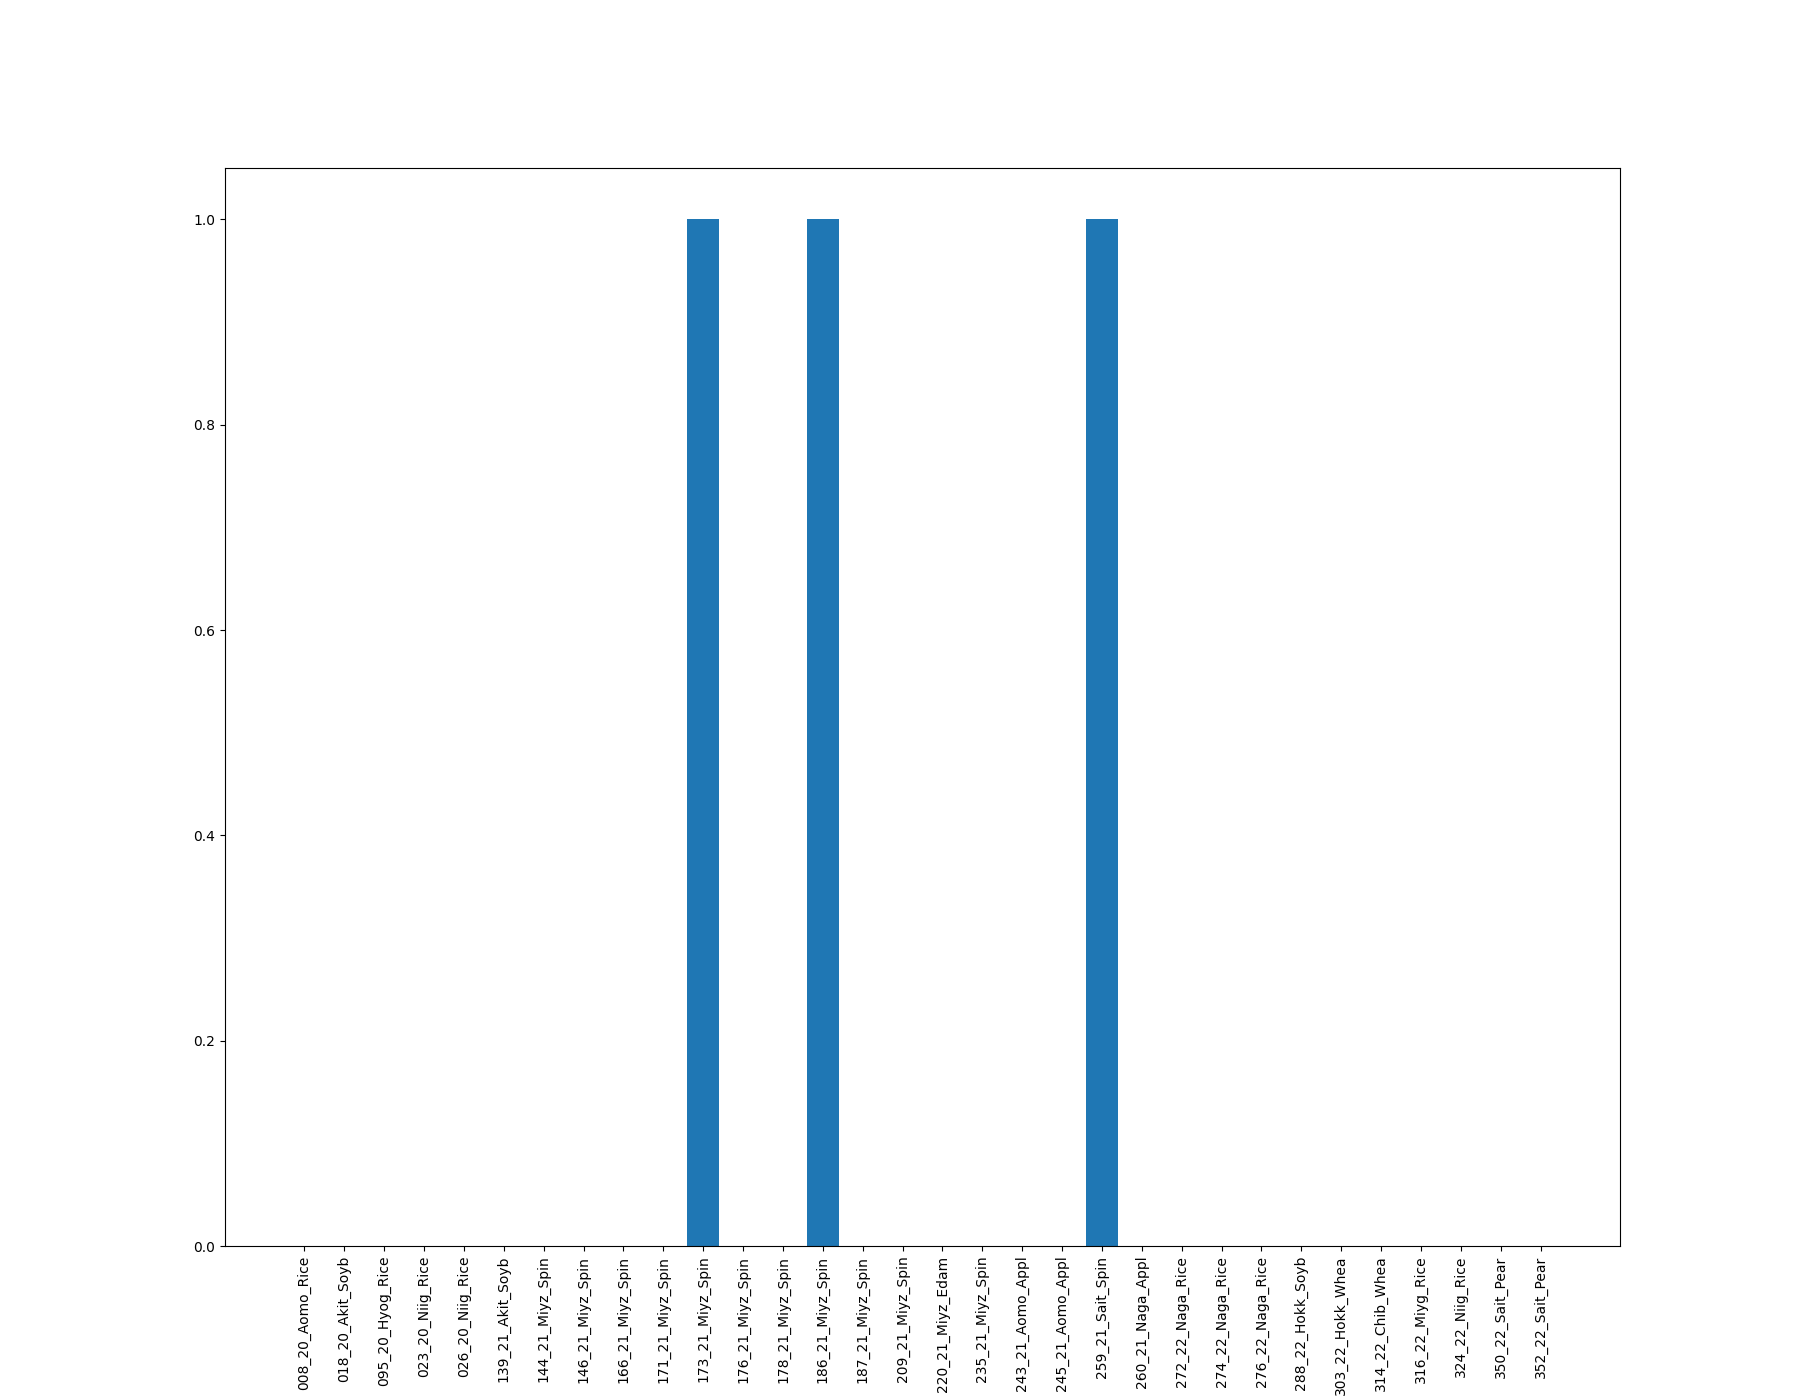 1.0
0.8
0.6
0.4
0.2
0.0
008_20_Aomo_Rice
018_20_Akit_Soyb
095_20_Hyog_Rice
023_20_Niig_Rice
026_20_Niig_Rice
139_21_Akit_Soyb
144_21_Miyz_Spin
146_21_Miyz_Spin
166_21_Miyz_Spin
171_21_Miyz_Spin
173_21_Miyz_Spin
176_21_Miyz_Spin
178_21_Miyz_Spin
186_21_Miyz_Spin
187_21_Miyz_Spin
209_21_Miyz_Spin
220_21_Miyz_Edam
235_21_Miyz_Spin
243_21_Aomo_Appl
245_21_Aomo_Appl
259_21_Sait_Spin
260_21_Naga_Appl
272_22_Naga_Rice
274_22_Naga_Rice
276_22_Naga_Rice
288_22_Hokk_Soyb
303_22_Hokk_Whea
314_22_Chib_Whea
316_22_Miyg_Rice
324_22_Niig_Rice
350_22_Sait_Pear
352_22_Sait_Pear